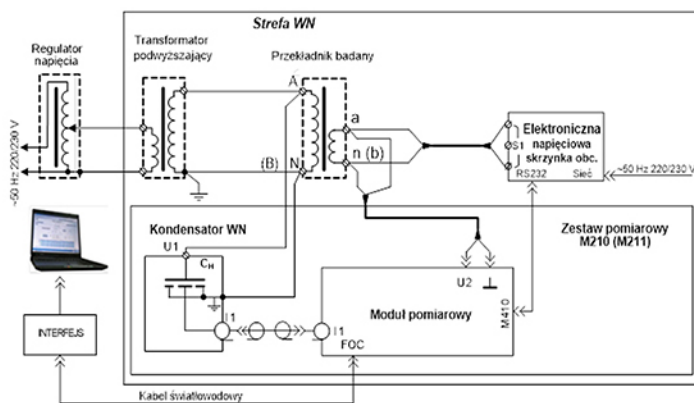 Strefa WN
Regulator
napięcia
Transformator
podwyższający
Przekładnik badany
A
a
n (b)
(B)
N
~50 Hz 220/230 V
Elektroniczna
napięciowa
skrzynka obc.
S1
RS232
Sieć
~50 Hz 220/230 V
Kondensator WN
U1
CH
I1
I1
FOC
Moduł pomiarowy
U2
M410
Zestaw pomiarowy
M210 (M211)
INTERFEJS
Kabel światłowodowy